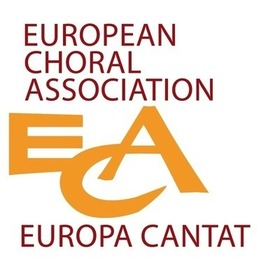 EUROPEAN
CHORAL
ASSOCIATION
ECA
EUROPA CANTAT